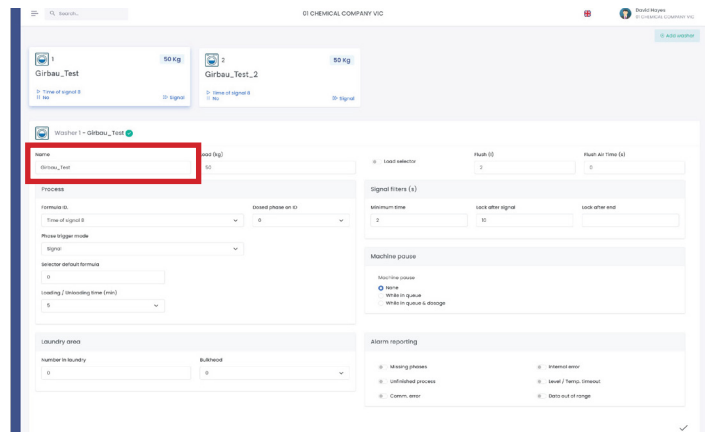 Search...
01 CHEMICAL COMPANY VIC
David Hayes
01 CHEMICAL COMPANY VIC
Add washer
1
50 Kg
Girbau_Test
Time of signal B
No
Signal
2
50 Kg
Girbau_Test_2
Time of signal B
No
Signal
Washer 1 - Girbau_Test
Name
Load (kg)
Load selector
Flush (l)
Flush Air Time (s)
Girbau_Test
50
2
0
Process
Formula ID.
Dosed phase on ID
Time of signal B
0
Phase trigger mode
Signal
Selector default formula
0
Loading / Unloading time (min)
5
Signal filters (s)
Minimum time
Lock after signal
Lock after end
2
10
Machine pause
Machine pause
None
While in queue
While in queue & dosage
Laundry area
Number in laundry
Bulkhead
0
0
Alarm reporting
Missing phases
Internal error
Unfinished process
Level / Temp. timeout
Comm. error
Data out of range